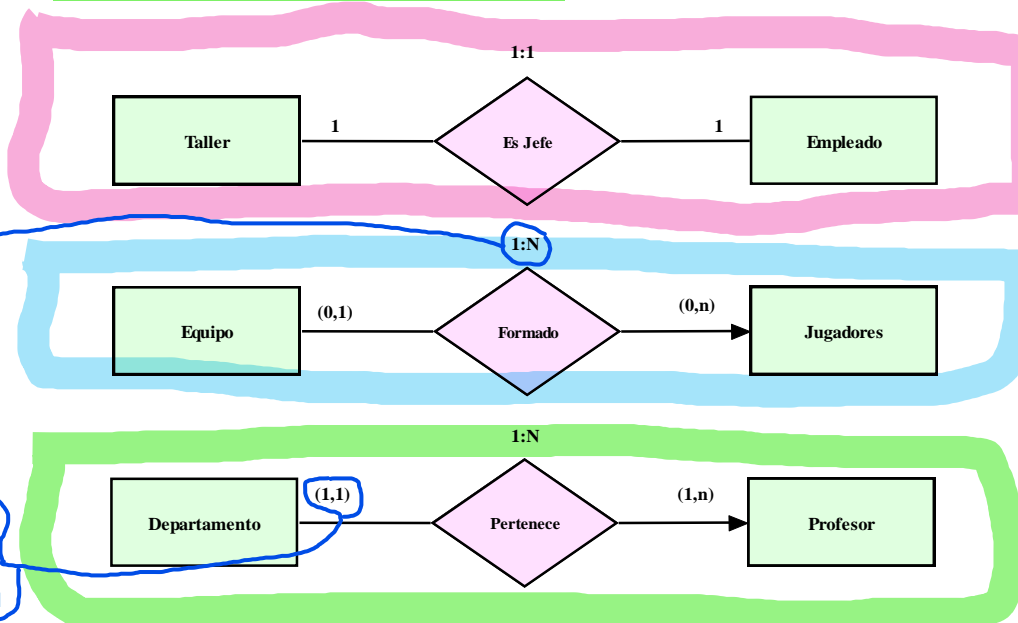 1:1
Taller 1 Es Jefe 1 Empleado
1:N
Equipo (0,1) Formado (0,n) Jugadores
1:N
Departamento (1,1) Pertenece (1,n) Profesor